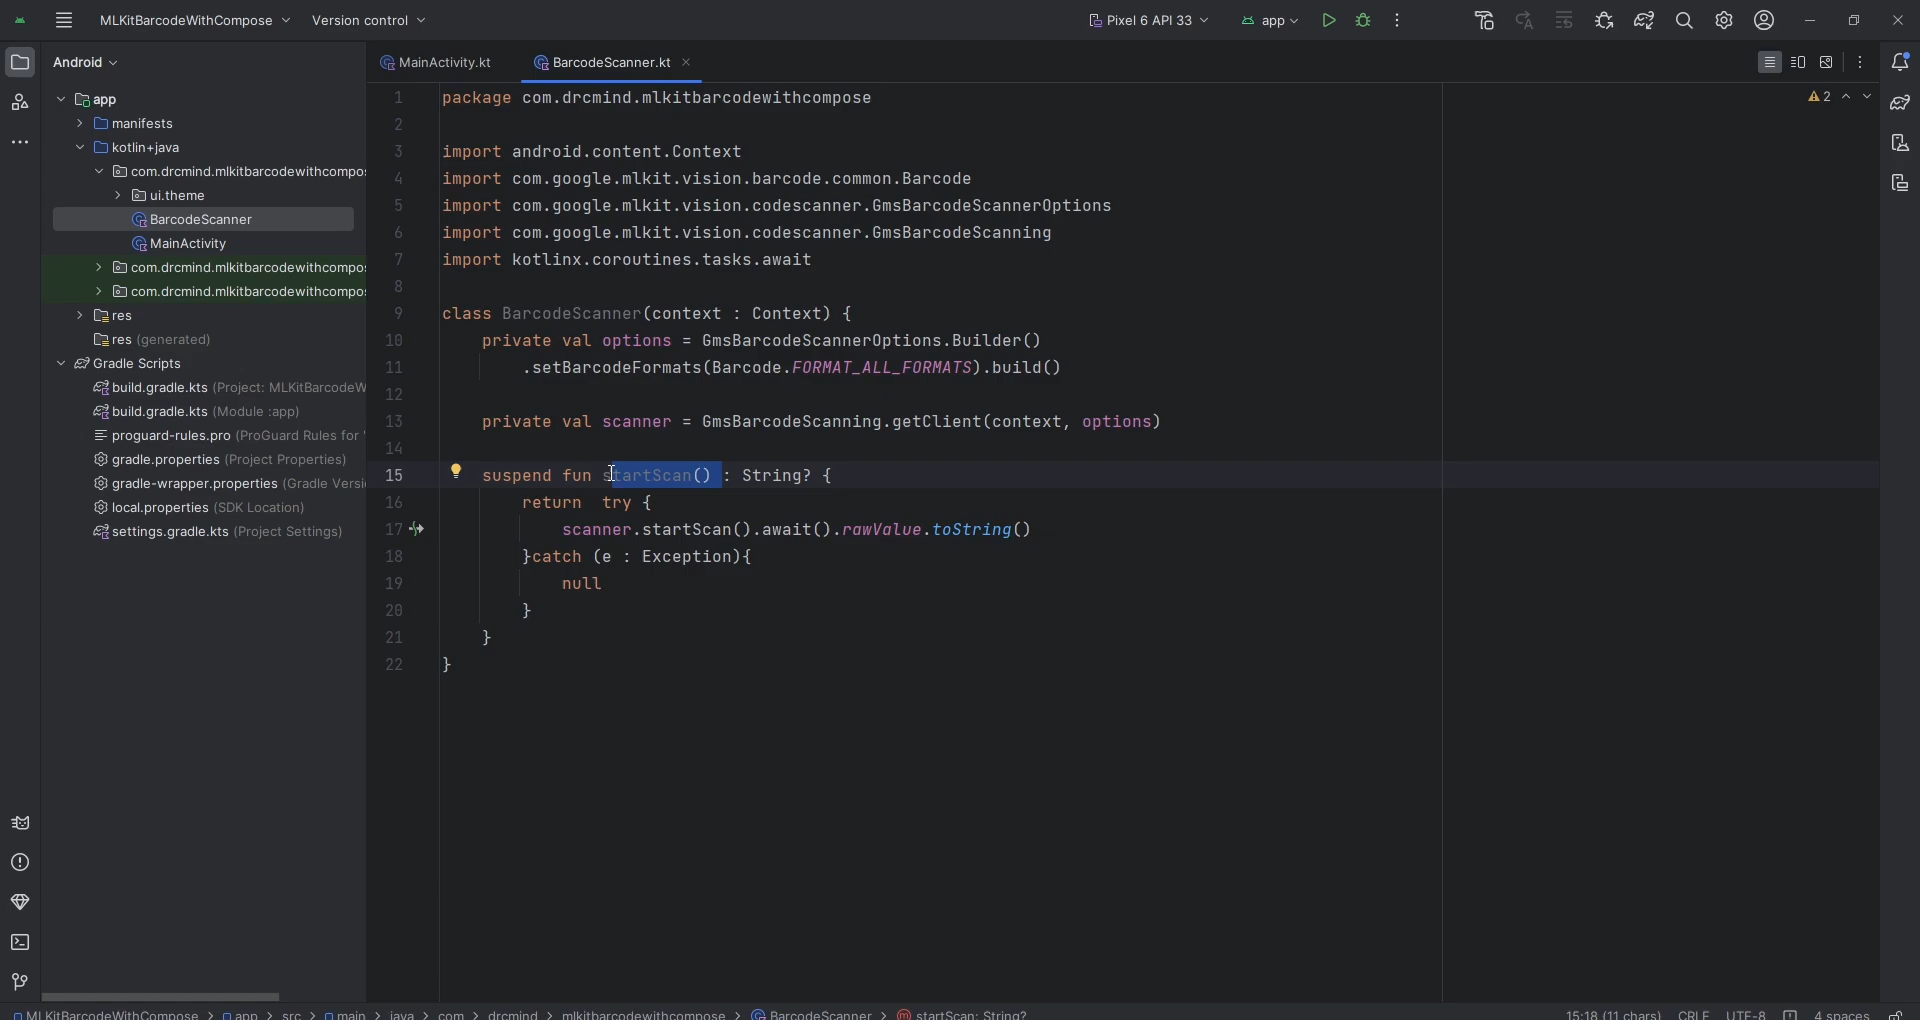 MLKitBarcodeWithCompose Version control Pixel 6 API 33 app
Android
app
manifests
kotlin+java
com.drcmind.mlkitbarcodewithcompo
ui.theme
BarcodeScanner
MainActivity
com.drcmind.mlkitbarcodewithcompo
com.drcmind.mlkitbarcodewithcompo
res
res (generated)
Gradle Scripts
build.gradle.kts (Project: MLKitBarcodeW
build.gradle.kts (Module :app)
proguard-rules.pro (ProGuard Rules for "
gradle.properties (Project Properties)
gradle-wrapper.properties (Gradle Versi
local.properties (SDK Location)
settings.gradle.kts (Project Settings)
MainActivity.kt BarcodeScanner.kt
2
1 package com.drcmind.mlkitbarcodewithcompose
2
3 import android.content.Context
4 import com.google.mlkit.vision.barcode.common.Barcode
5 import com.google.mlkit.vision.codescanner.GmsBarcodeScannerOptions
6 import com.google.mlkit.vision.codescanner.GmsBarcodeScanning
7 import kotlinx.coroutines.tasks.await
8
9 class BarcodeScanner(context : Context) {
10 private val options = GmsBarcodeScannerOptions.Builder()
11 .setBarcodeFormats(Barcode.FORMAT_ALL_FORMATS).build()
12
13 private val scanner = GmsBarcodeScanning.getClient(context, options)
14
15 suspend fun startScan() : String? {
16 return  try {
17 scanner.startScan().await().rawValue.toString()
18 }catch (e : Exception){
19 null
20 }
21 }
22 }
MLKitBarcodeWithCompose > app > src > main > java > com > drcmind > mlkitbarcodewithcompose > BarcodeScanner > startScan: String? 15:18 (11 chars) CRLF UTF-8 4 spaces